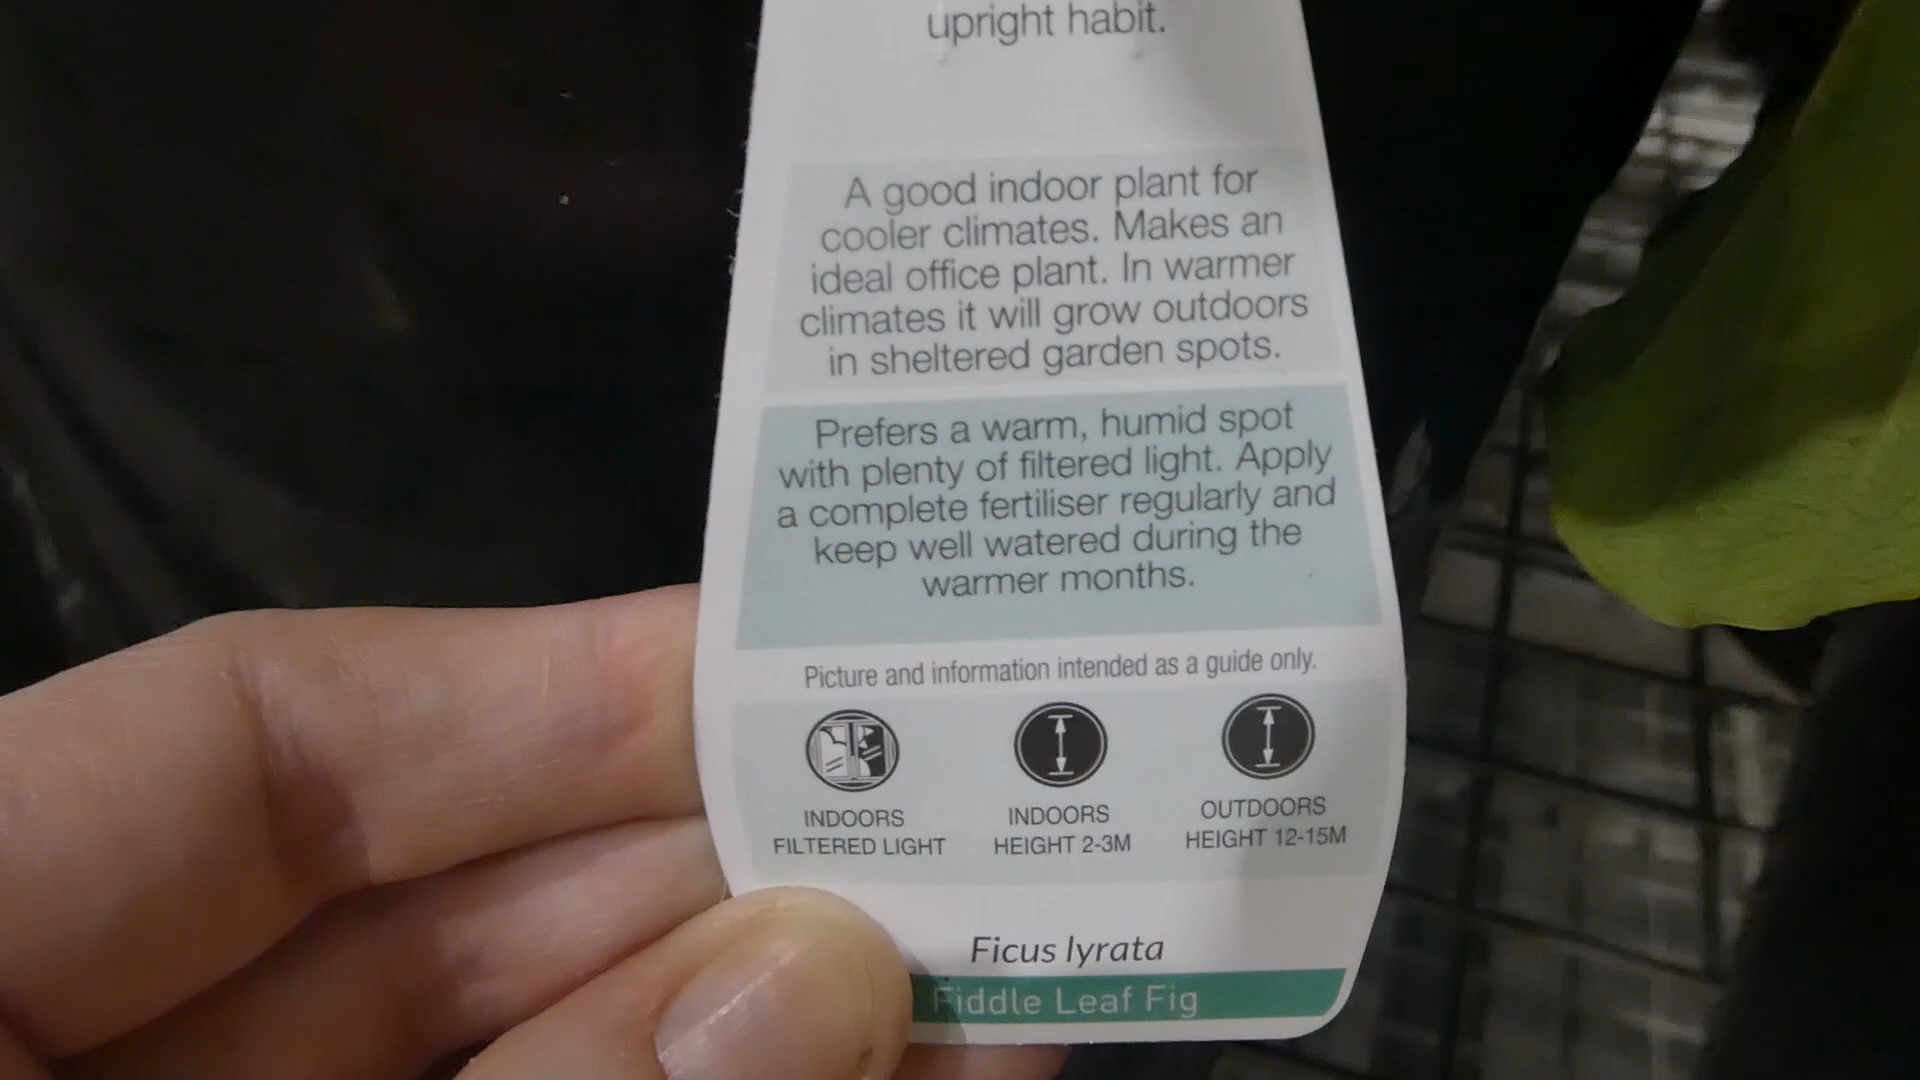 upright habit.
A good indoor plant for
cooler climates. Makes an
ideal office plant. In warmer
climates it will grow outdoors
in sheltered garden spots.
Prefers a warm, humid spot
with plenty of filtered light. Apply
a complete fertiliser regularly and
keep well watered during the
warmer months.
Picture and information intended as a guide only.
INDOORS
FILTERED LIGHT
INDOORS
HEIGHT 2-3M
OUTDOORS
HEIGHT 12-15M
Ficus lyrata
Fiddle Leaf Fig